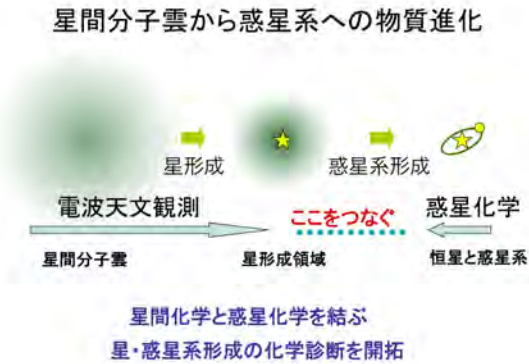 星間分子雲から惑星系への物質進化
星形成
惑星系形成
電波天文観測
ここをつなぐ
惑星化学
星間分子雲
星形成領域
恒星と惑星系
星間化学と惑星化学を結ぶ
星・惑星系形成の化学診断を開拓